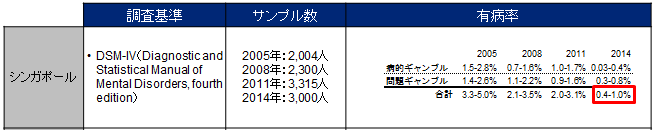 調査基準 サンプル数 有病率
シンガポール
• DSM-IV〈Diagnostic and
Statistical Manual of
Mental Disorders, fourth
edition〉
2005年：2,004人
2008年：2,300人
2011年：3,315人
2014年：3,000人
2005 2008 2011 2014
病的ギャンブル 1.5-2.8% 0.7-1.6% 1.0-1.7% 0.03-0.4%
問題ギャンブル 1.4-2.6% 1.1-2.2% 0.9-1.6% 0.3-0.8%
合計 3.3-5.0% 2.1-3.5% 2.0-3.1% 0.4-1.0%